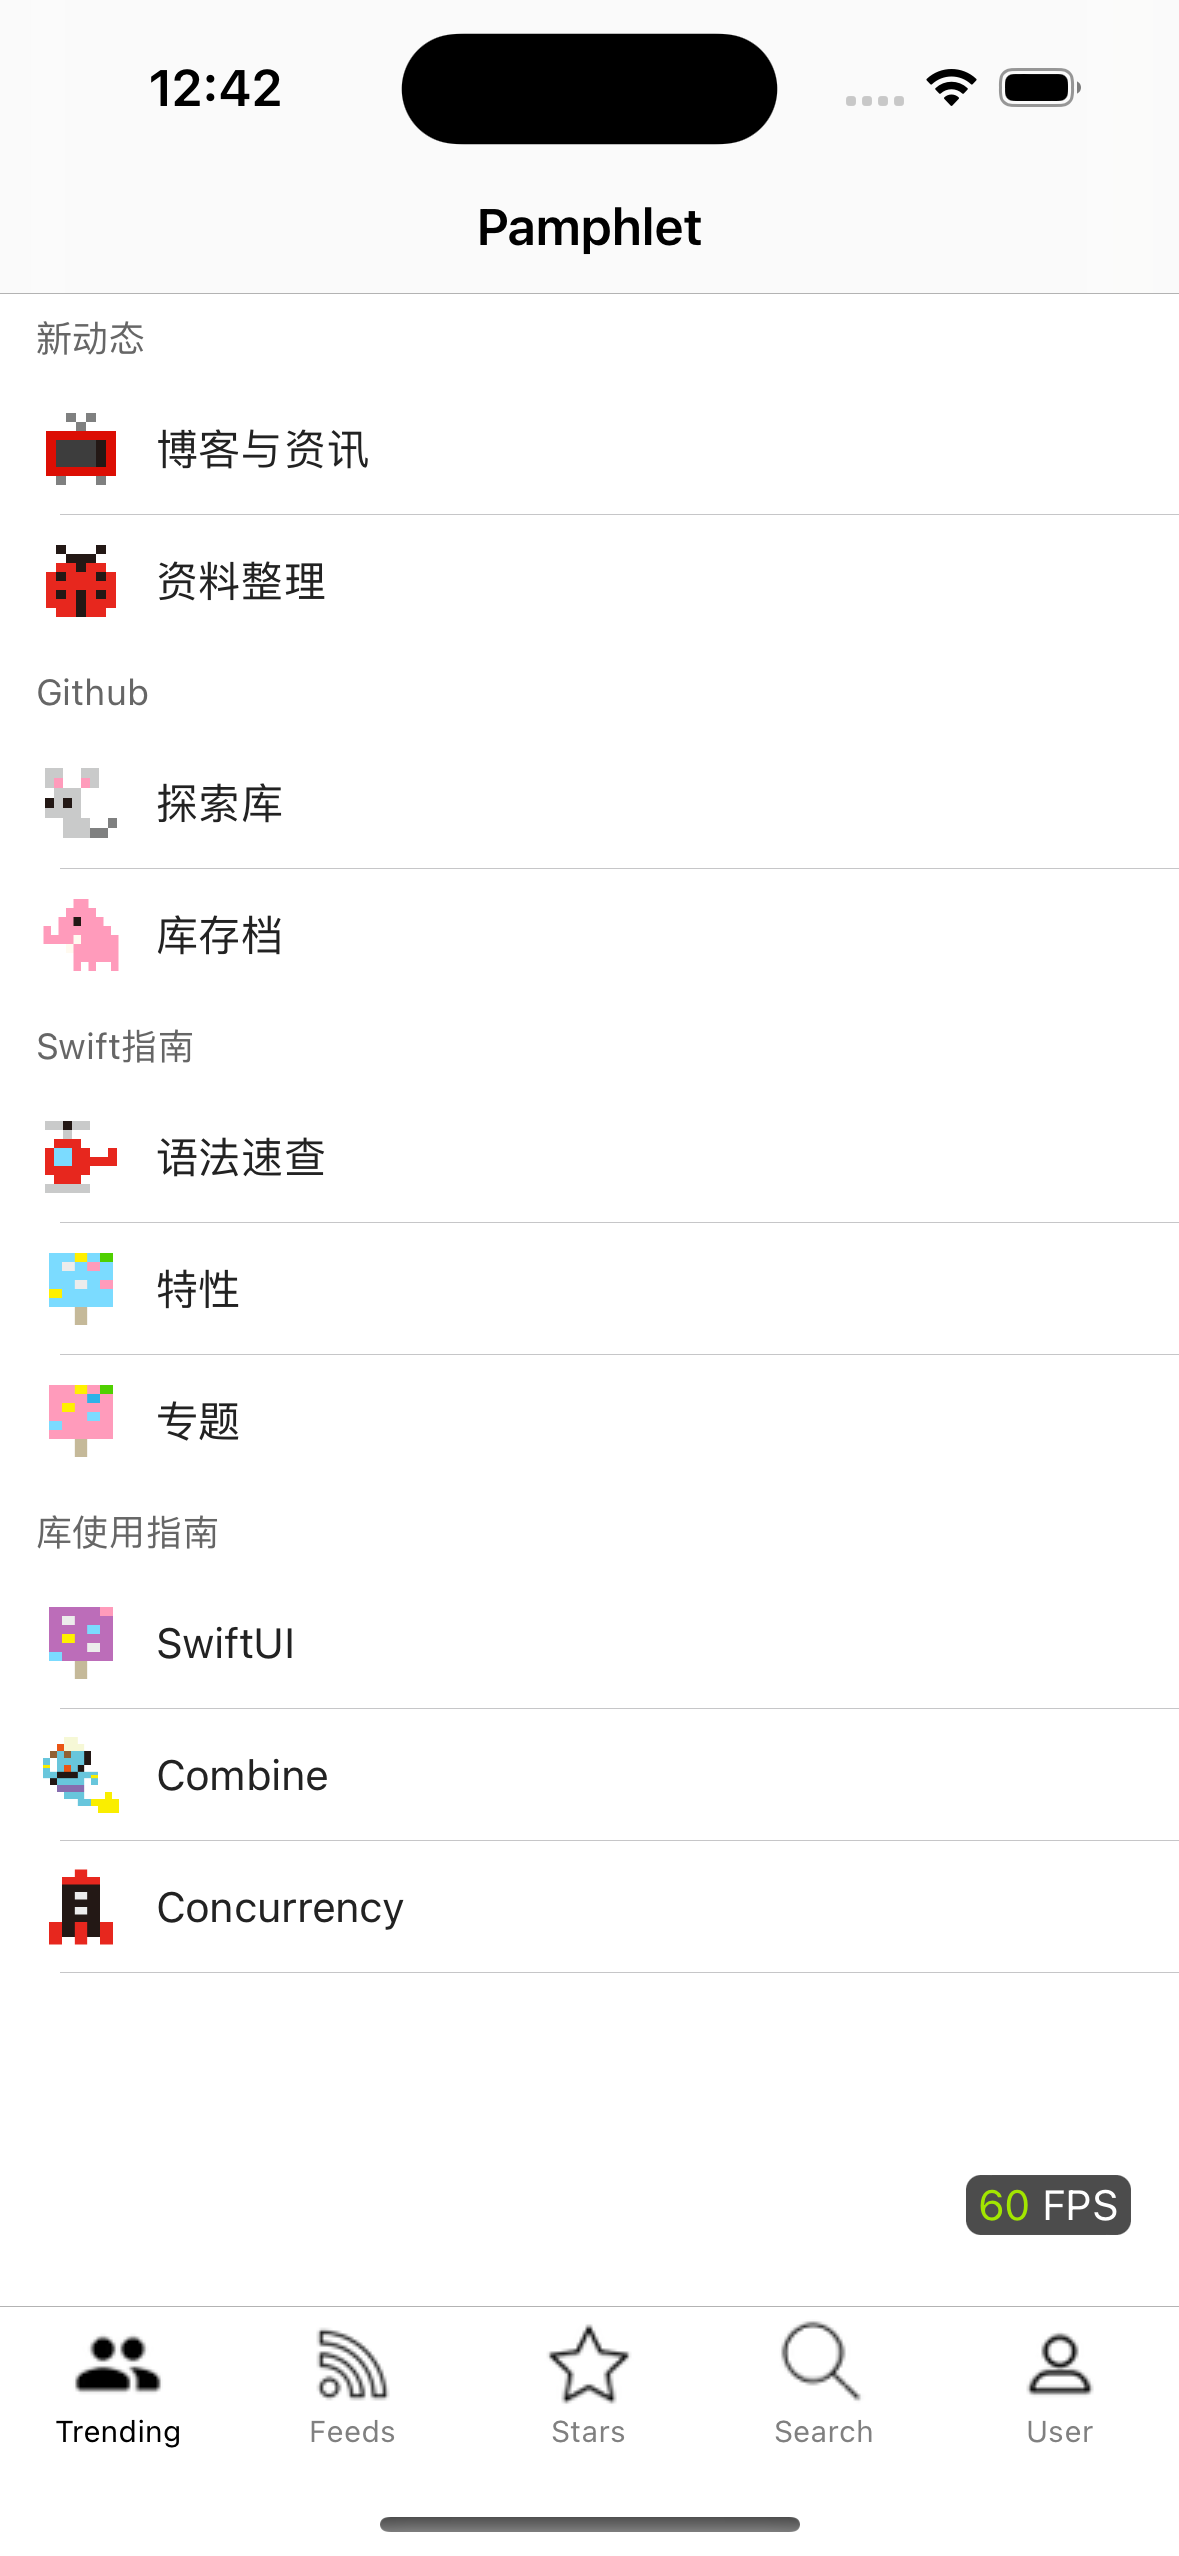 12:42
Pamphlet
新动态
博客与资讯
资料整理
Github
探索库
库存档
Swift指南
语法速查
特性
专题
库使用指南
SwiftUI
Combine
Concurrency
60 FPS
Trending
Feeds
Stars
Search
User